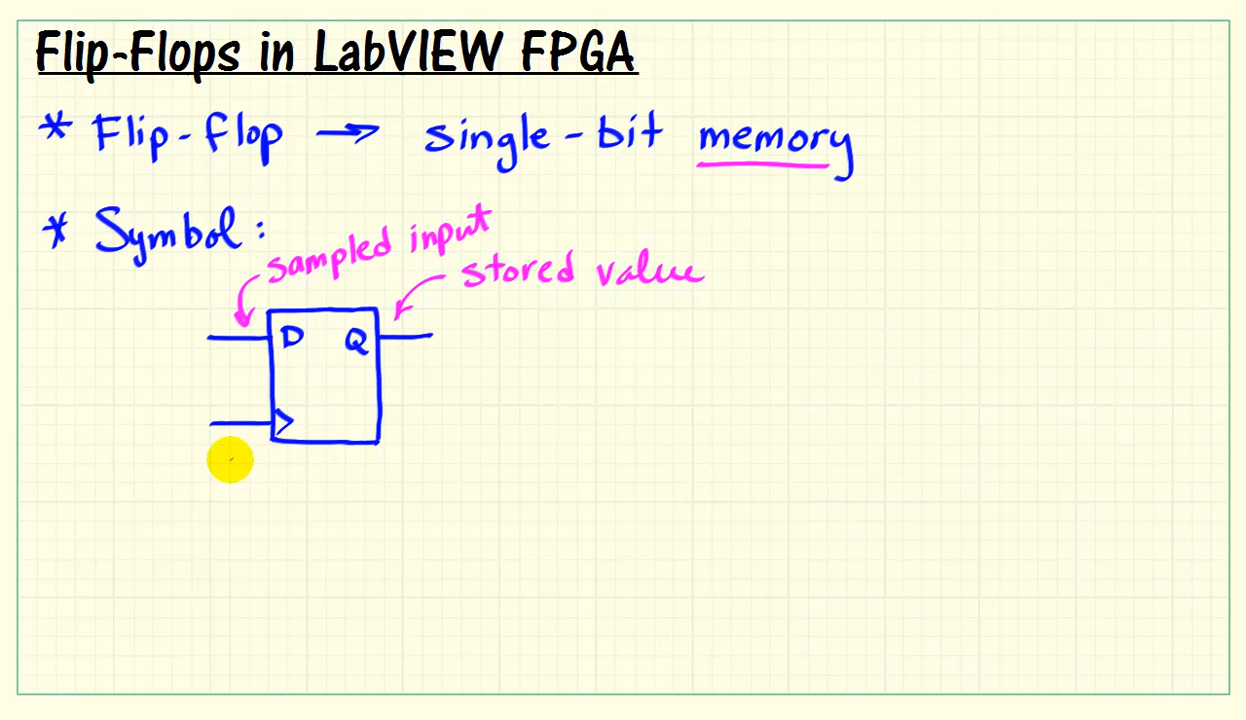 Flip-Flops in LabVIEW FPGA
* Flip-flop → single-bit memory
* Symbol:
sampled input
stored value
D Q